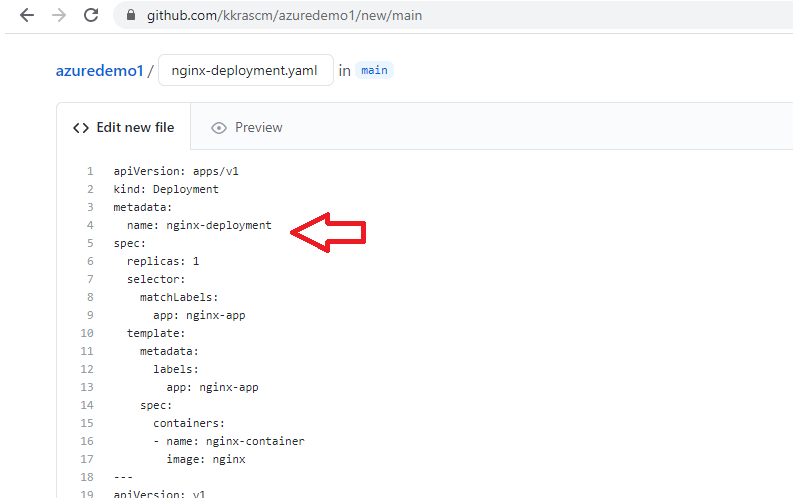 github.com/kkrascm/azuredemo1/new/main
azuredemo1 / nginx-deployment.yaml in main
<> Edit new file Preview
1 apiVersion: apps/v1
2 kind: Deployment
3 metadata:
4 name: nginx-deployment
5 spec:
6 replicas: 1
7 selector:
8 matchLabels:
9 app: nginx-app
10 template:
11 metadata:
12 labels:
13 app: nginx-app
14 spec:
15 containers:
16 - name: nginx-container
17 image: nginx
18 ---
19 apiVersion: v1